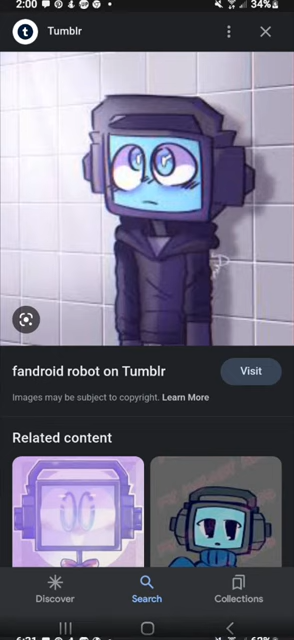 2:00
34%
t
Tumblr
fandroid robot on Tumblr
Visit
Images may be subject to copyright. Learn More
Related content
Discover
Search
Collections